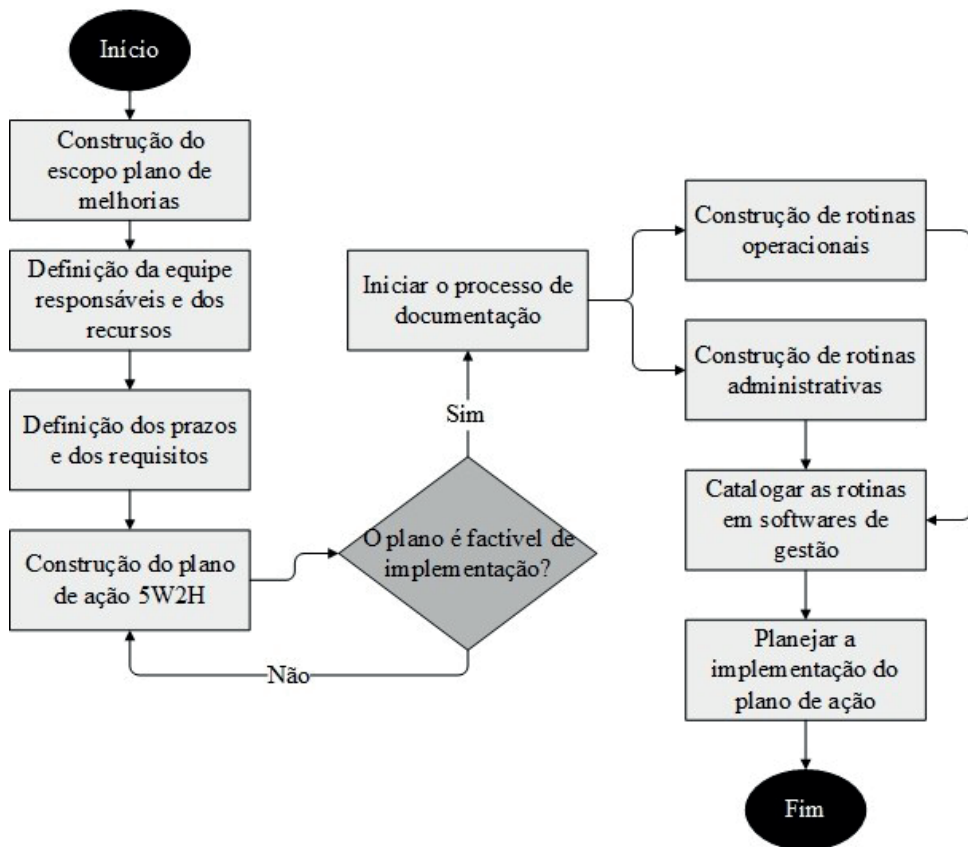 Início
Construção do
escopo plano de
melhorias
Definição da equipe
responsáveis e dos
recursos
Definição dos prazos
e dos requisitos
Construção do plano
de ação 5W2H
O plano é factível de
implementação?
Não
Sim
Iniciar o processo de
documentação
Construção de rotinas
operacionais
Construção de rotinas
administrativas
Catalogar as rotinas
em softwares de
gestão
Planejar a
implementação do
plano de ação
Fim